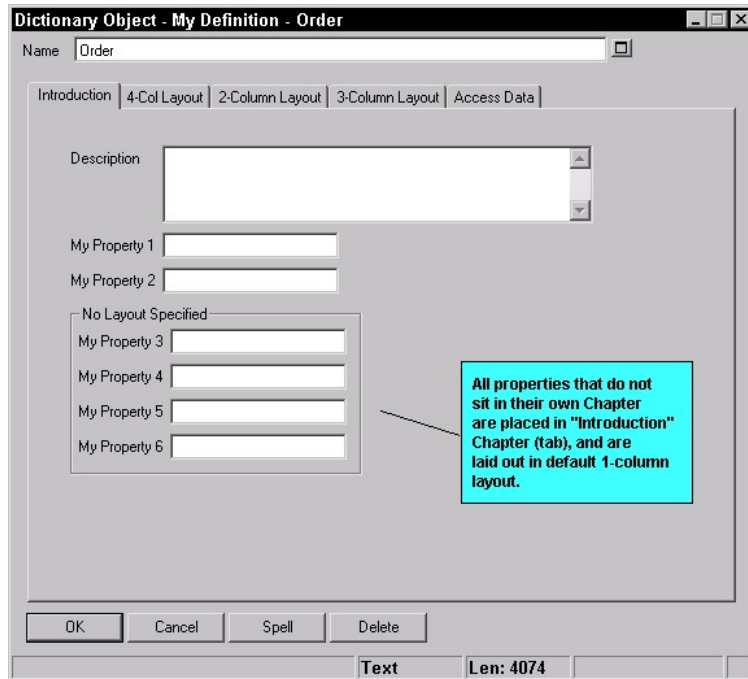 Dictionary Object - My Definition - Order
Name Order
Introduction 4-Col Layout 2-Column Layout 3-Column Layout Access Data
Description
My Property 1
My Property 2
No Layout Specified
My Property 3
My Property 4
My Property 5
My Property 6
All properties that do not
sit in their own Chapter
are placed in "Introduction"
Chapter (tab), and are
laid out in default 1-column
layout.
OK Cancel Spell Delete
Text Len: 4074